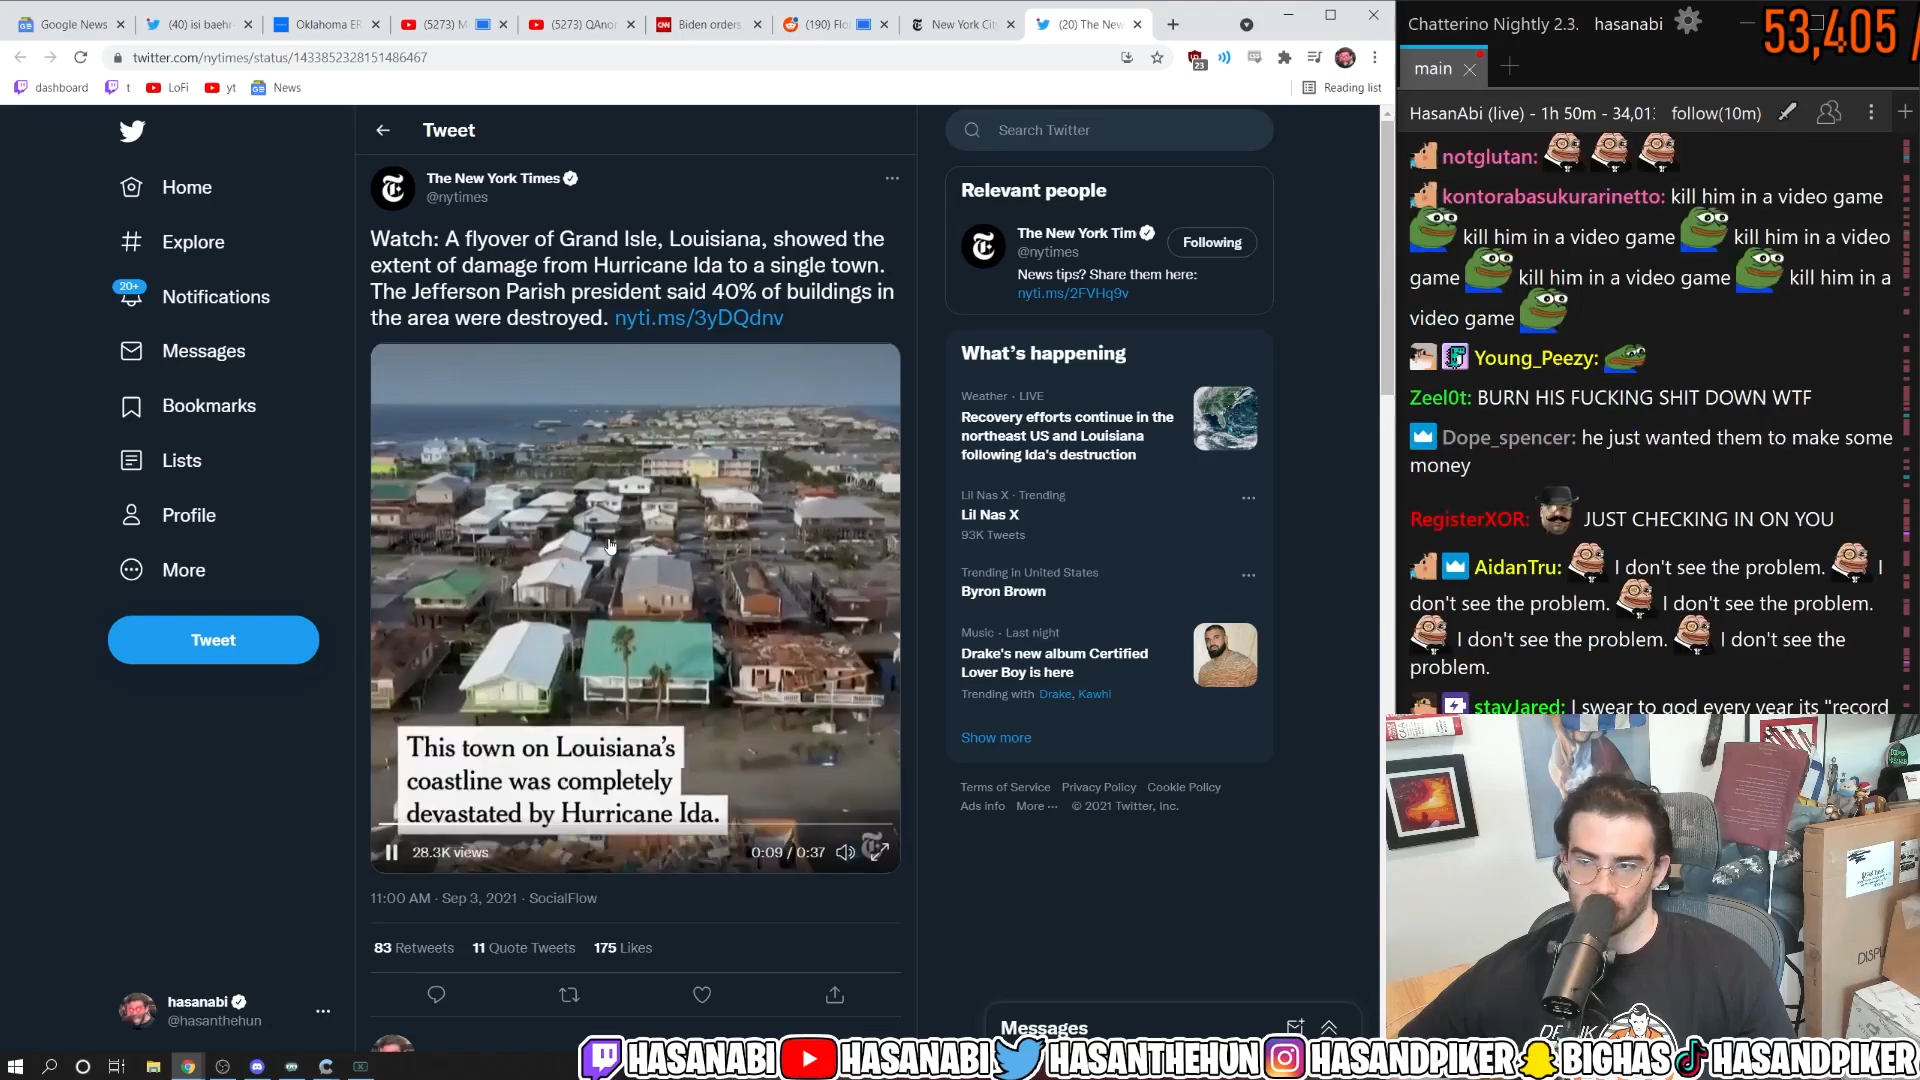 Google News
(40) isi baehr-
Oklahoma ER
(5273) M
(5273) QAnon
Biden orders
(190) Flo
New York Cit
(20) The New
twitter.com/nytimes/status/1433852328151486467
23
dashboard
t
LoFi
yt
News
Reading list
Home
Explore
20+
Notifications
Messages
Bookmarks
Lists
Profile
More
Tweet
hasanabi
@hasanthehun
Tweet
The New York Times
@nytimes
Watch: A flyover of Grand Isle, Louisiana, showed the
extent of damage from Hurricane Ida to a single town.
The Jefferson Parish president said 40% of buildings in
the area were destroyed. nyti.ms/3yDQdnv
This town on Louisiana's
coastline was completely
devastated by Hurricane Ida.
28.3K views
0:09 / 0:37
11:00 AM · Sep 3, 2021 · SocialFlow
83 Retweets 11 Quote Tweets 175 Likes
Search Twitter
Relevant people
The New York Tim
@nytimes
Following
News tips? Share them here:
nyti.ms/2FVHq9v
What's happening
Weather · LIVE
Recovery efforts continue in the
northeast US and Louisiana
following Ida's destruction
Lil Nas X · Trending
Lil Nas X
93K Tweets
Trending in United States
Byron Brown
Music · Last night
Drake's new album Certified
Lover Boy is here
Trending with Drake, Kawhi
Show more
Terms of Service Privacy Policy Cookie Policy
Ads info More ··· © 2021 Twitter, Inc.
Messages
Chatterino Nightly 2.3.
hasanabi
53,405 /
main
HasanAbi (live) - 1h 50m - 34,01
follow(10m)
notglutan:
kontorabasukurarinetto: kill him in a video game
kill him in a video game kill him in a video
game kill him in a video game kill him in a
video game
Young_Peezy:
Zeel0t: BURN HIS FUCKING SHIT DOWN WTF
Dope_spencer: he just wanted them to make some
money
RegisterXOR: JUST CHECKING IN ON YOU
AidanTru: I don't see the problem. I
don't see the problem. I don't see the problem.
I don't see the problem. I don't see the
problem.
stayJared: I swear to god every year its "record
HASANABI HASANABI HASANTHEHUN HASANDPIKER BIGHAS HASANDPIKER